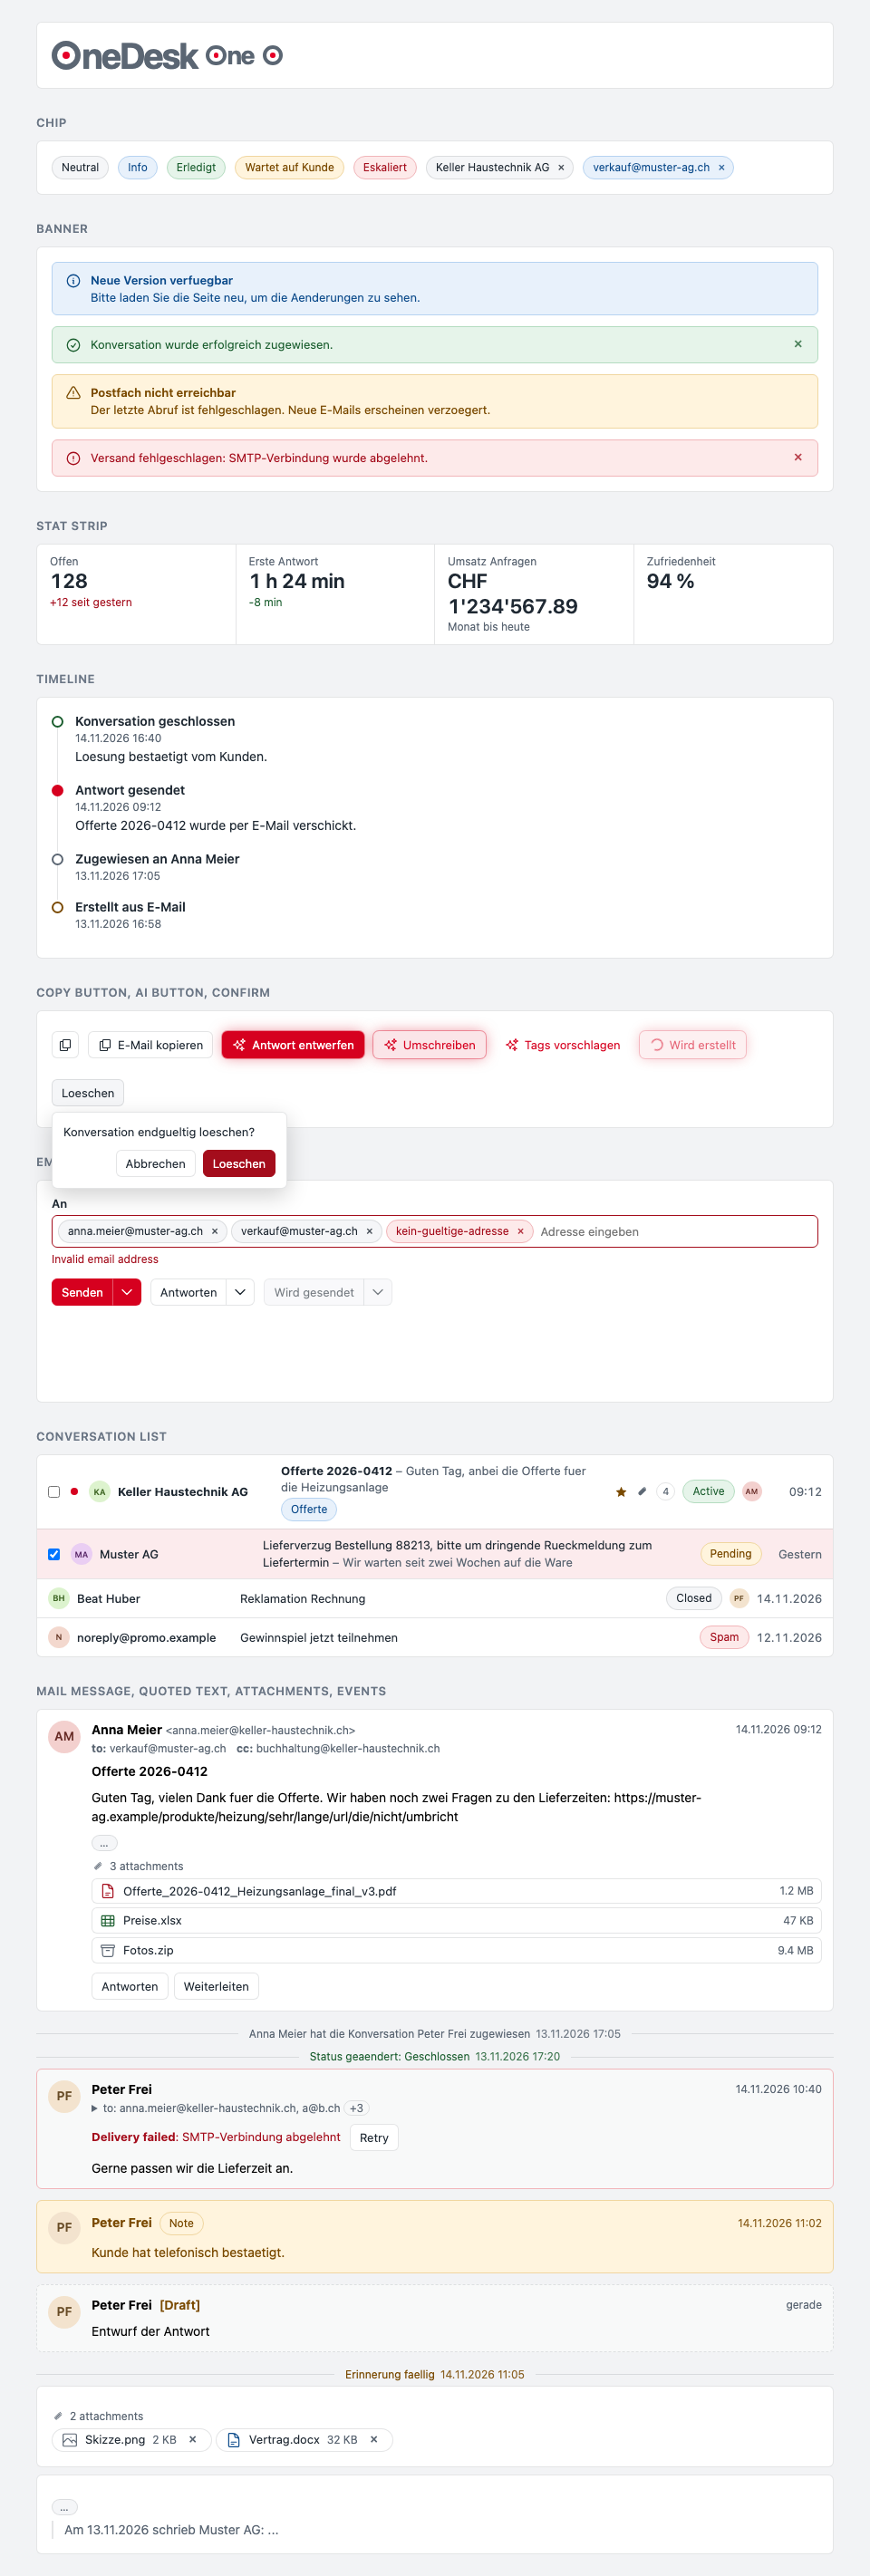 OneDesk One
CHIP
Neutral Info Erledigt Wartet auf Kunde Eskaliert Keller Haustechnik AG × verkauf@muster-ag.ch ×
BANNER
Neue Version verfuegbar
Bitte laden Sie die Seite neu, um die Aenderungen zu sehen.
Konversation wurde erfolgreich zugewiesen. ×
Postfach nicht erreichbar
Der letzte Abruf ist fehlgeschlagen. Neue E-Mails erscheinen verzoegert.
Versand fehlgeschlagen: SMTP-Verbindung wurde abgelehnt. ×
STAT STRIP
Offen
128
+12 seit gestern
Erste Antwort
1 h 24 min
-8 min
Umsatz Anfragen
CHF
1'234'567.89
Monat bis heute
Zufriedenheit
94 %
TIMELINE
Konversation geschlossen
14.11.2026 16:40
Loesung bestaetigt vom Kunden.
Antwort gesendet
14.11.2026 09:12
Offerte 2026-0412 wurde per E-Mail verschickt.
Zugewiesen an Anna Meier
13.11.2026 17:05
Erstellt aus E-Mail
13.11.2026 16:58
COPY BUTTON, AI BUTTON, CONFIRM
E-Mail kopieren Antwort entwerfen Umschreiben Tags vorschlagen Wird erstellt
Loeschen
Konversation endgueltig loeschen?
Abbrechen Loeschen
EM
An
anna.meier@muster-ag.ch × verkauf@muster-ag.ch × kein-gueltige-adresse × Adresse eingeben
Invalid email address
Senden Antworten Wird gesendet
CONVERSATION LIST
KA Keller Haustechnik AG
Offerte 2026-0412 – Guten Tag, anbei die Offerte fuer
die Heizungsanlage
Offerte
4 Active AM 09:12
MA Muster AG
Lieferverzug Bestellung 88213, bitte um dringende Rueckmeldung zum
Liefertermin – Wir warten seit zwei Wochen auf die Ware
Pending Gestern
BH Beat Huber Reklamation Rechnung Closed PF 14.11.2026
N noreply@promo.example Gewinnspiel jetzt teilnehmen Spam 12.11.2026
MAIL MESSAGE, QUOTED TEXT, ATTACHMENTS, EVENTS
AM Anna Meier <anna.meier@keller-haustechnik.ch> 14.11.2026 09:12
to: verkauf@muster-ag.ch cc: buchhaltung@keller-haustechnik.ch
Offerte 2026-0412
Guten Tag, vielen Dank fuer die Offerte. Wir haben noch zwei Fragen zu den Lieferzeiten: https://muster-
ag.example/produkte/heizung/sehr/lange/url/die/nicht/umbricht
...
3 attachments
Offerte_2026-0412_Heizungsanlage_final_v3.pdf 1.2 MB
Preise.xlsx 47 KB
Fotos.zip 9.4 MB
Antworten Weiterleiten
Anna Meier hat die Konversation Peter Frei zugewiesen 13.11.2026 17:05
Status geaendert: Geschlossen 13.11.2026 17:20
PF Peter Frei 14.11.2026 10:40
to: anna.meier@keller-haustechnik.ch, a@b.ch +3
Delivery failed: SMTP-Verbindung abgelehnt Retry
Gerne passen wir die Lieferzeit an.
PF Peter Frei Note 14.11.2026 11:02
Kunde hat telefonisch bestaetigt.
PF Peter Frei [Draft] gerade
Entwurf der Antwort
Erinnerung faellig 14.11.2026 11:05
2 attachments
Skizze.png 2 KB × Vertrag.docx 32 KB ×
...
Am 13.11.2026 schrieb Muster AG: ...